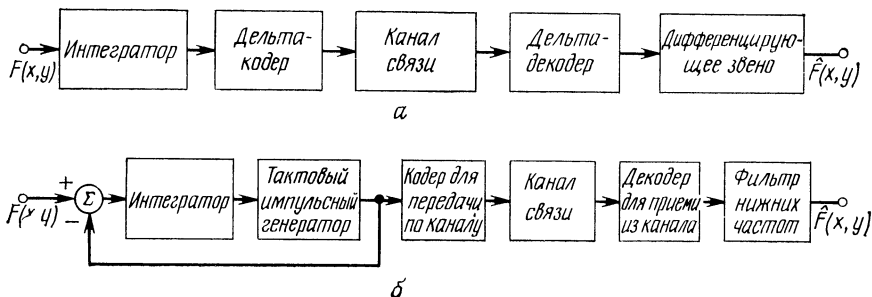 F(x,y)
Интегратор
Дельта-
кодер
Канал
связи
Дельта-
декодер
Дифференцирую-
щее звено
F̂(x,y)
а
F(x y)
+
Σ
−
Интегратор
Тактовый
импульсный
генератор
Кодер для
передачи
по каналу
Канал
связи
Декодер
для приема
из канала
Фильтр
нижних
частот
F̂(x,y)
б